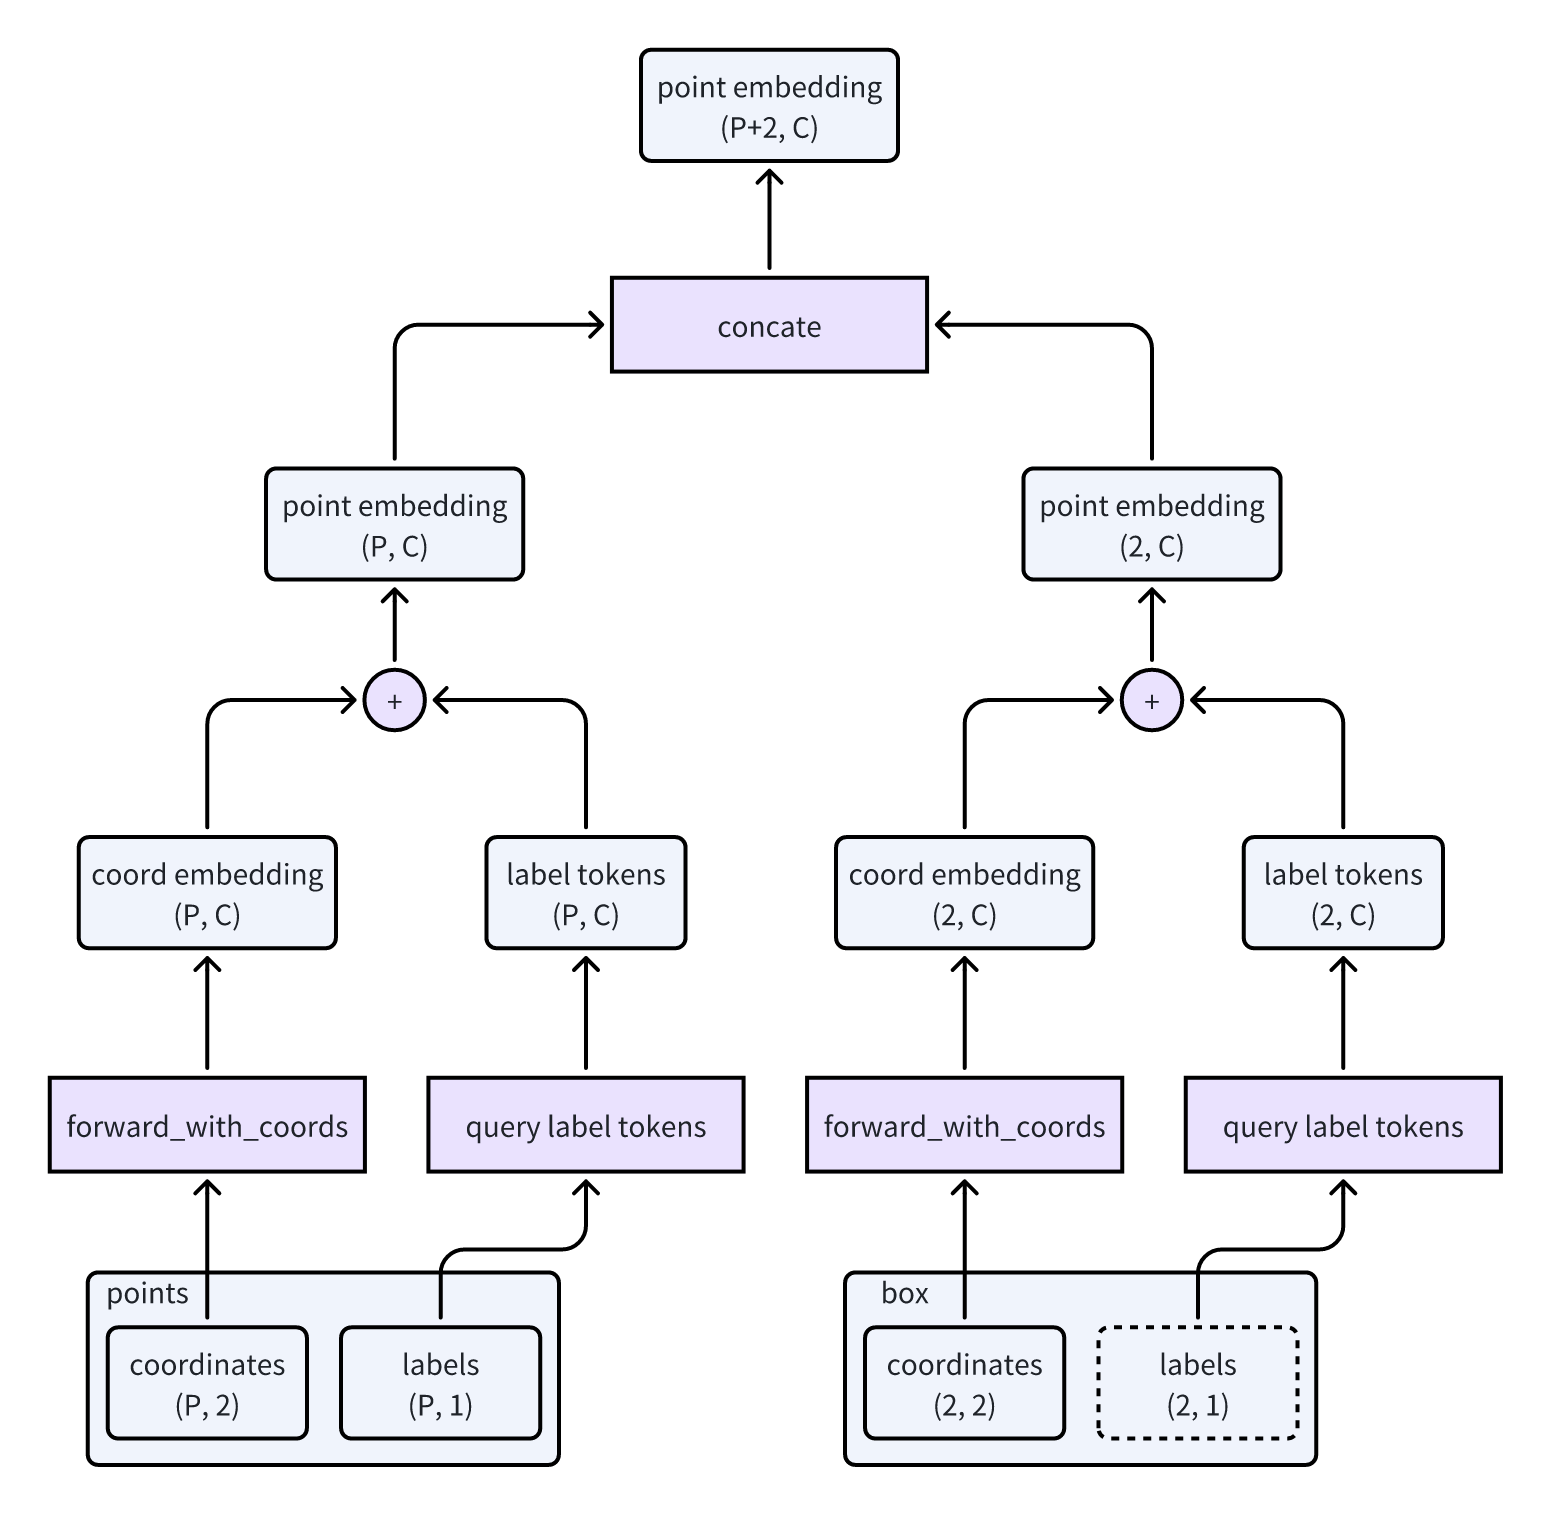 point embedding
(P+2, C)
concate
point embedding
(P, C)
point embedding
(2, C)
+
+
coord embedding
(P, C)
label tokens
(P, C)
coord embedding
(2, C)
label tokens
(2, C)
forward_with_coords
query label tokens
forward_with_coords
query label tokens
points
coordinates
(P, 2)
labels
(P, 1)
box
coordinates
(2, 2)
labels
(2, 1)